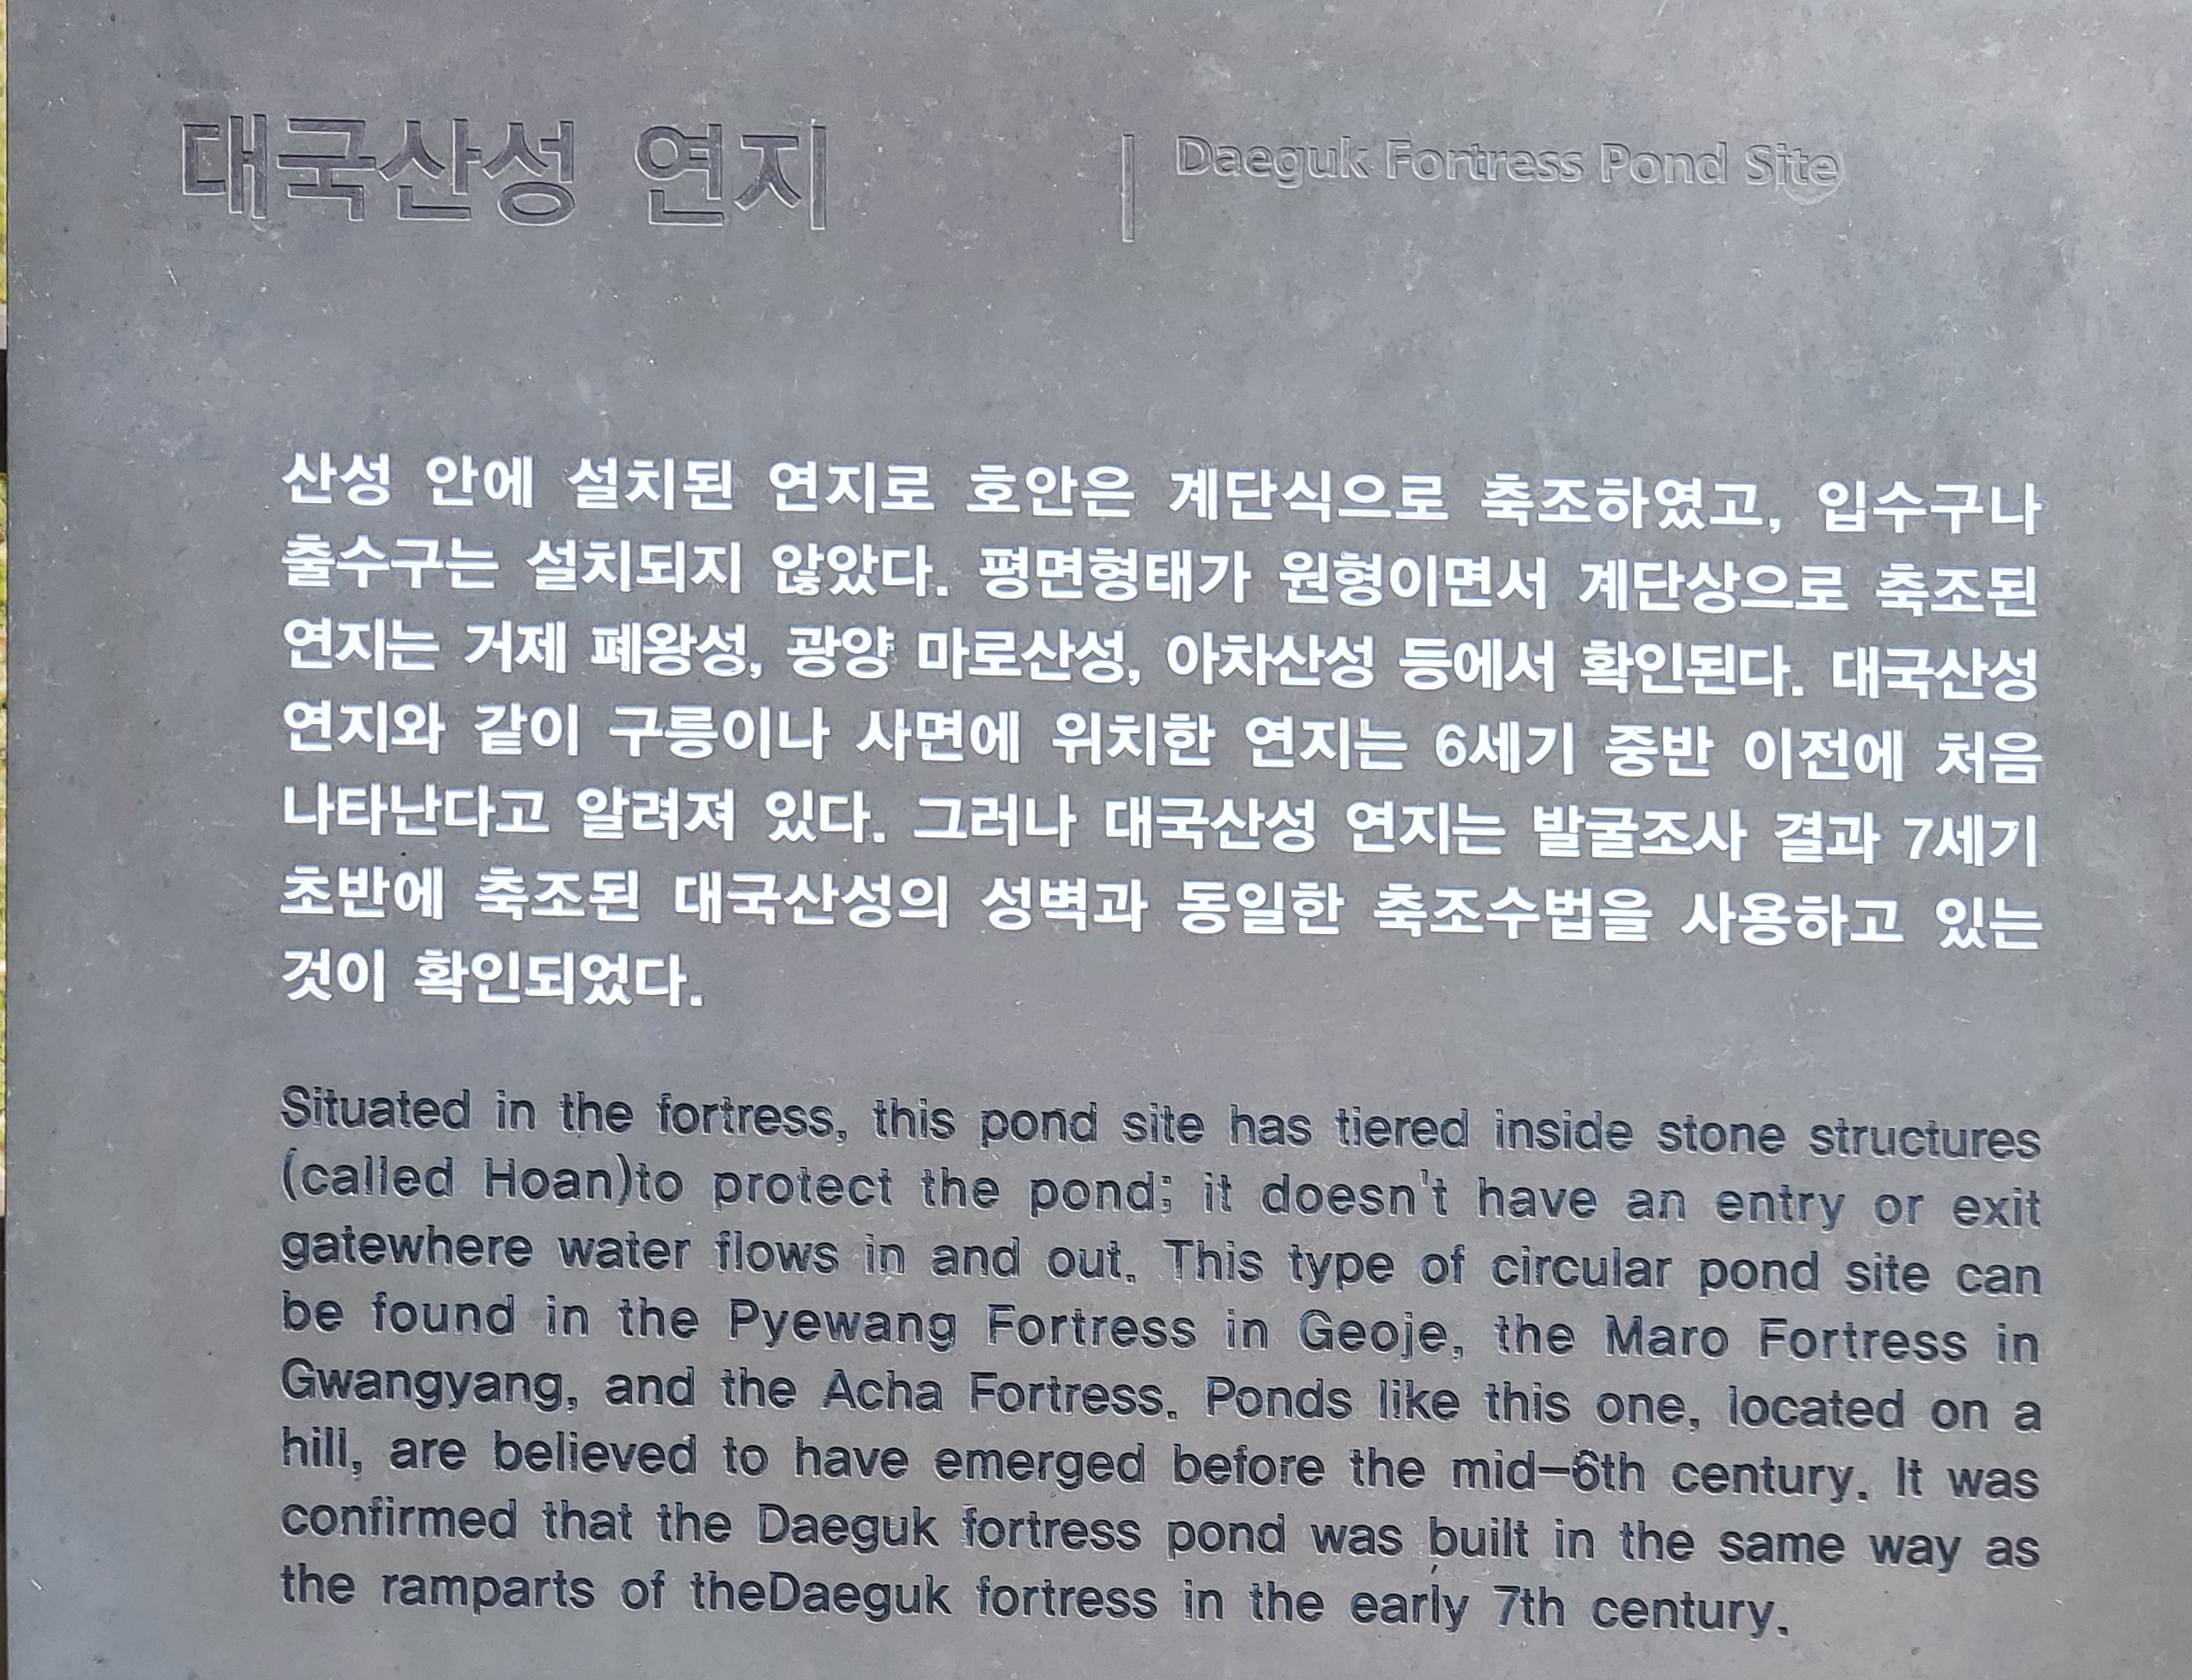 대국산성 연지 | Daeguk Fortress Pond Site
산성 안에 설치된 연지로 호안은 계단식으로 축조하였고, 입수구나
출수구는 설치되지 않았다. 평면형태가 원형이면서 계단상으로 축조된
연지는 거제 폐왕성, 광양 마로산성, 아차산성 등에서 확인된다. 대국산성
연지와 같이 구릉이나 사면에 위치한 연지는 6세기 중반 이전에 처음
나타난다고 알려져 있다. 그러나 대국산성 연지는 발굴조사 결과 7세기
초반에 축조된 대국산성의 성벽과 동일한 축조수법을 사용하고 있는
것이 확인되었다.
Situated in the fortress, this pond site has tiered inside stone structures
(called Hoan)to protect the pond; it doesn't have an entry or exit
gatewhere water flows in and out. This type of circular pond site can
be found in the Pyewang Fortress in Geoje, the Maro Fortress in
Gwangyang, and the Acha Fortress. Ponds like this one, located on a
hill, are believed to have emerged before the mid-6th century. It was
confirmed that the Daeguk fortress pond was built in the same way as
the ramparts of theDaeguk fortress in the early 7th century.